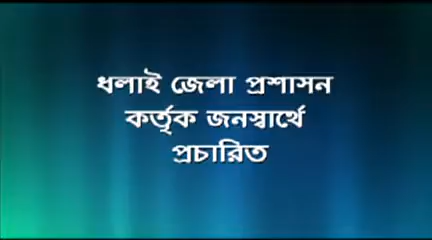 ধলাই জেলা প্রশাসন
কর্তৃক জনস্বার্থে
প্রচারিত